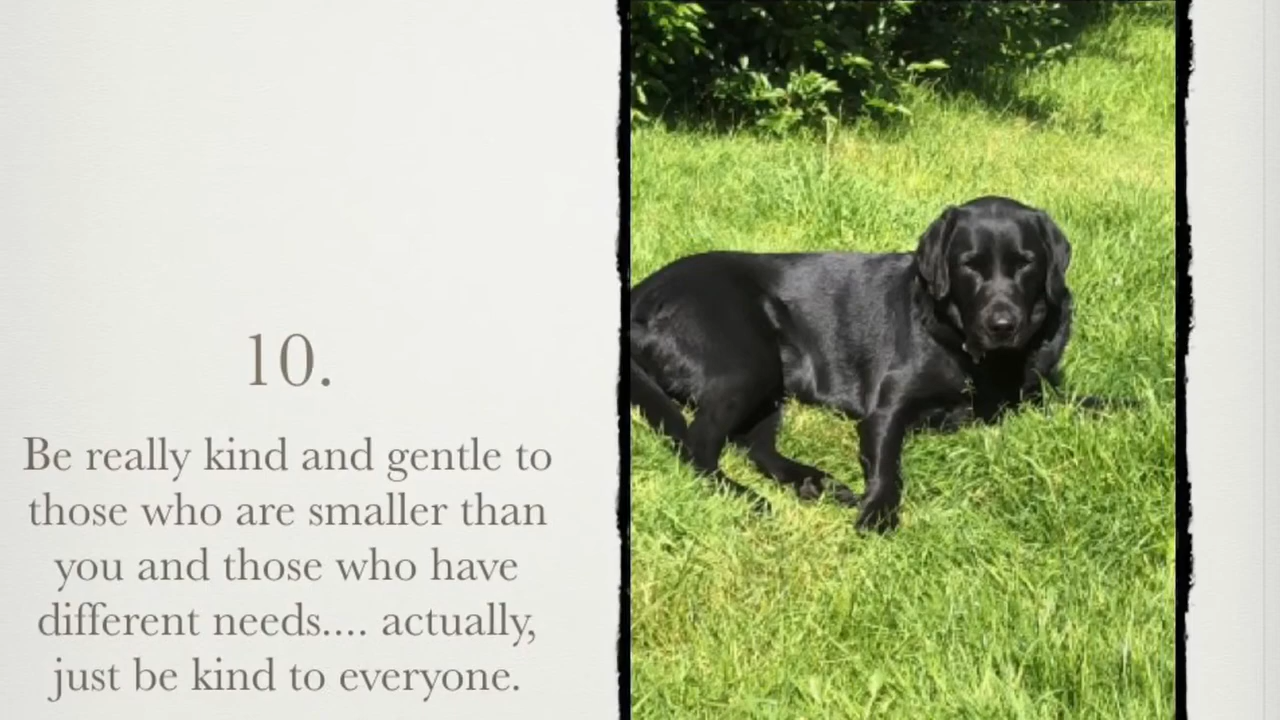 10.
Be really kind and gentle to
those who are smaller than
you and those who have
different needs.... actually,
just be kind to everyone.